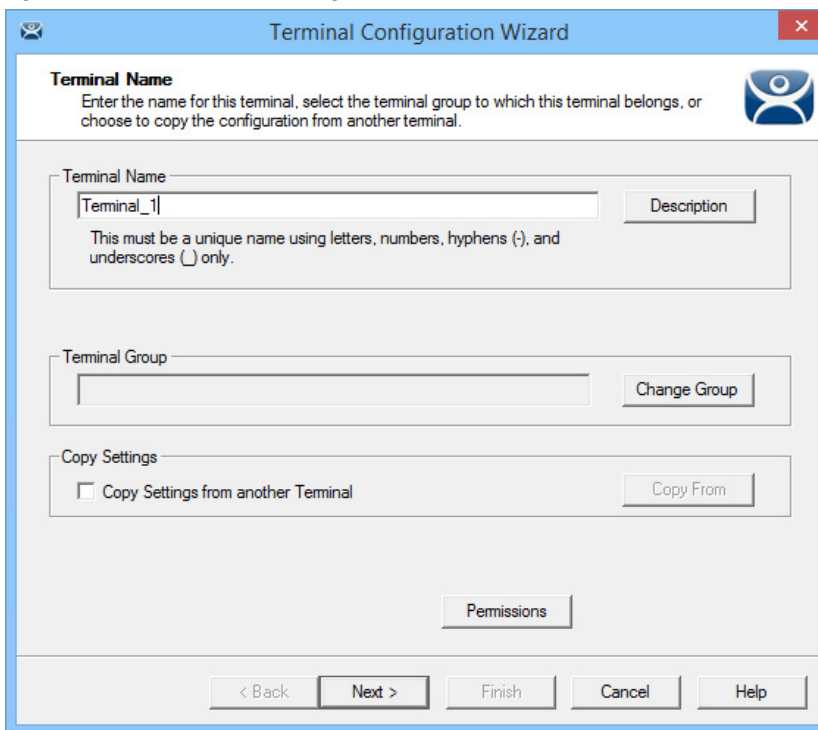 Terminal Configuration Wizard
Terminal Name
Enter the name for this terminal, select the terminal group to which this terminal belongs, or
choose to copy the configuration from another terminal.
Terminal Name
Terminal_1
Description
This must be a unique name using letters, numbers, hyphens (-), and
underscores (_) only.
Terminal Group
Change Group
Copy Settings
Copy Settings from another Terminal
Copy From
Permissions
< Back
Next >
Finish
Cancel
Help